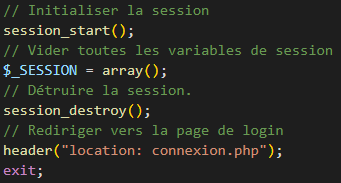 // Initialiser la session
session_start();
// Vider toutes les variables de session
$_SESSION = array();
// Détruire la session.
session_destroy();
// Rediriger vers la page de login
header("location: connexion.php");
exit;